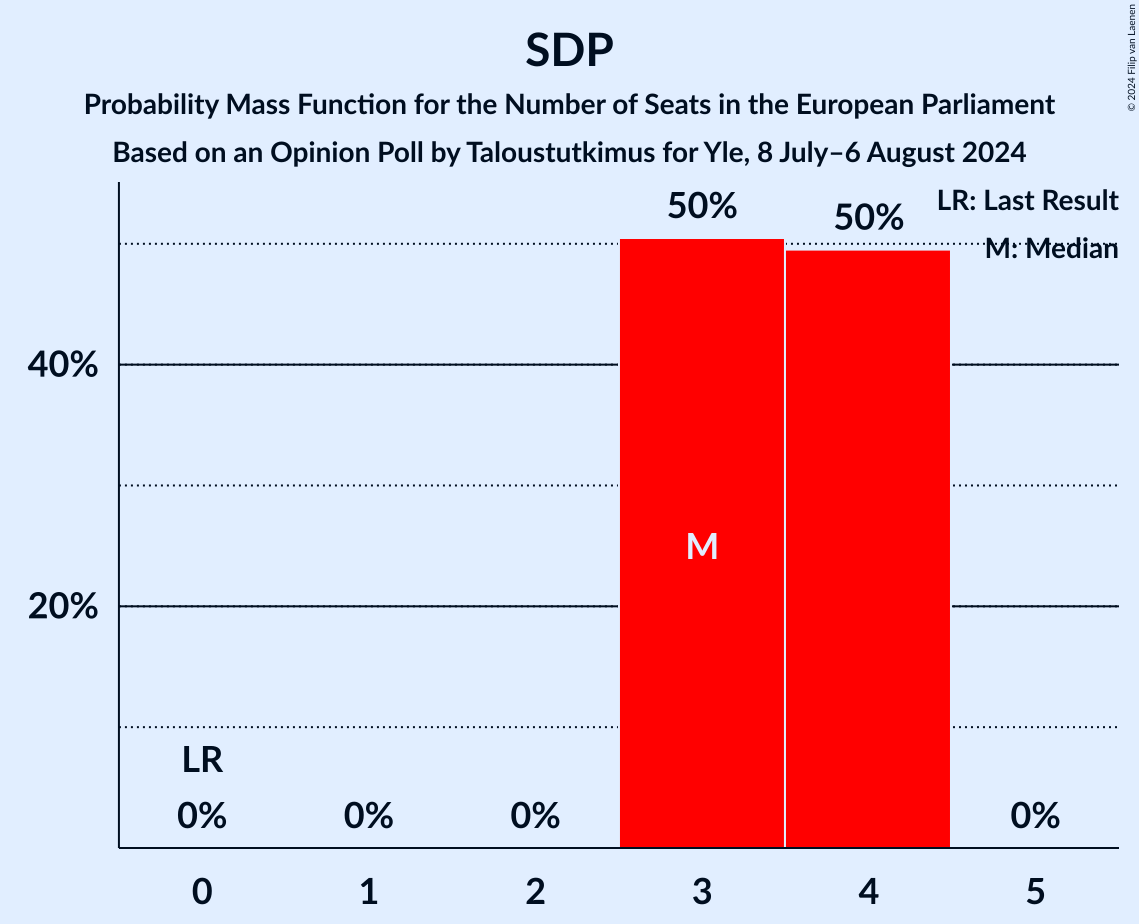 SDP
Probability Mass Function for the Number of Seats in the European Parliament
Based on an Opinion Poll by Taloustutkimus for Yle, 8 July–6 August 2024
© 2024 Filip van Laenen
LR: Last Result
M: Median
50%
50%
40%
20%
M
LR
0%
0%
0%
0%
0
1
2
3
4
5